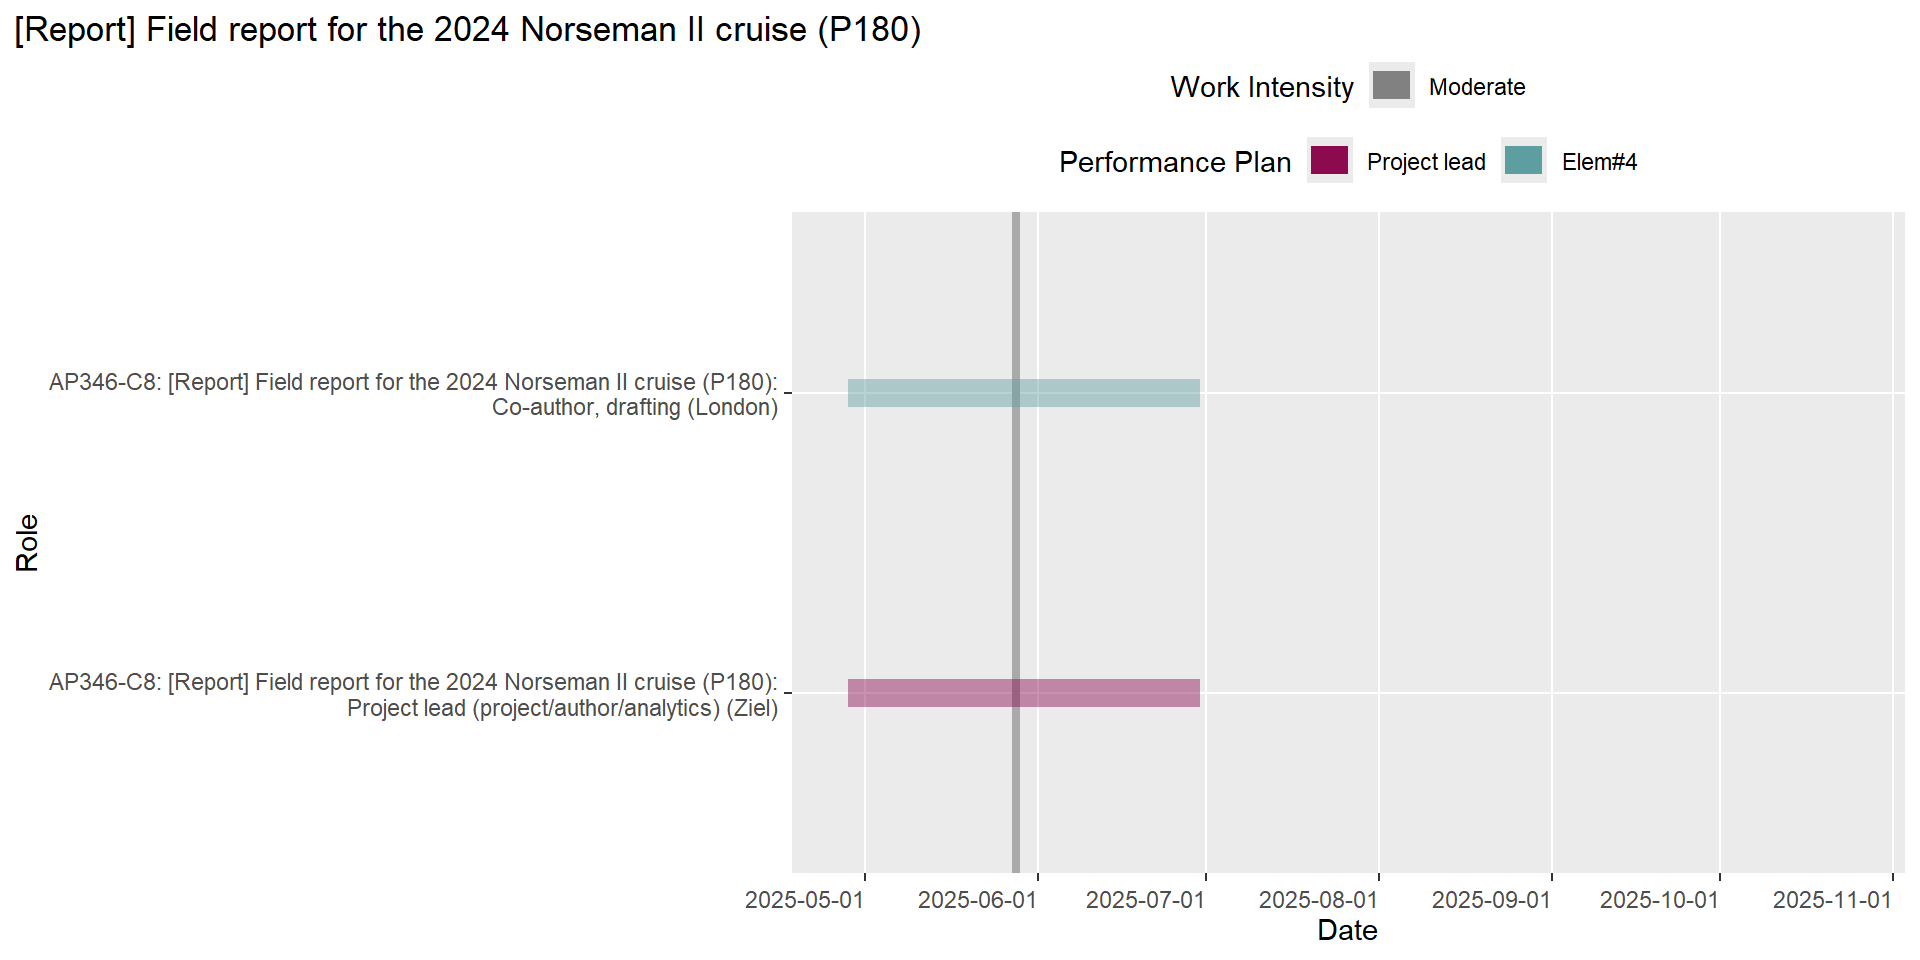 [Report] Field report for the 2024 Norseman II cruise (P180)
Work Intensity Moderate
Performance Plan Project lead Elem#4
AP346-C8: [Report] Field report for the 2024 Norseman II cruise (P180):
Co-author, drafting (London)
Role
AP346-C8: [Report] Field report for the 2024 Norseman II cruise (P180):
Project lead (project/author/analytics) (Ziel)
2025-05-01 2025-06-01 2025-07-01 2025-08-01 2025-09-01 2025-10-01 2025-11-01
Date